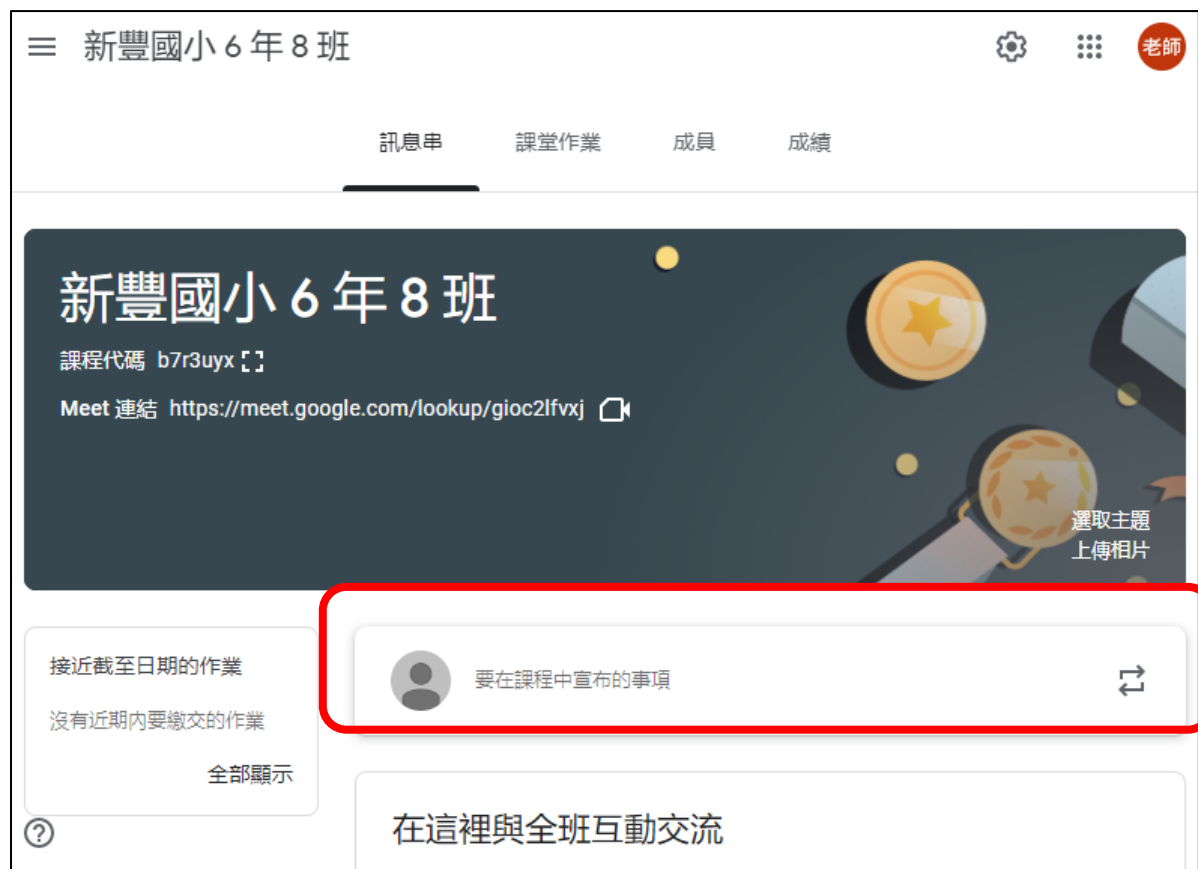 新豐國小 6 年 8 班
老師
訊息串
課堂作業
成員
成績
新豐國小 6 年 8 班
課程代碼 b7r3uyx
Meet 連結 https://meet.google.com/lookup/gioc2lfvxj
選取主題
上傳相片
接近截至日期的作業
沒有近期內要繳交的作業
全部顯示
要在課程中宣布的事項
在這裡與全班互動交流